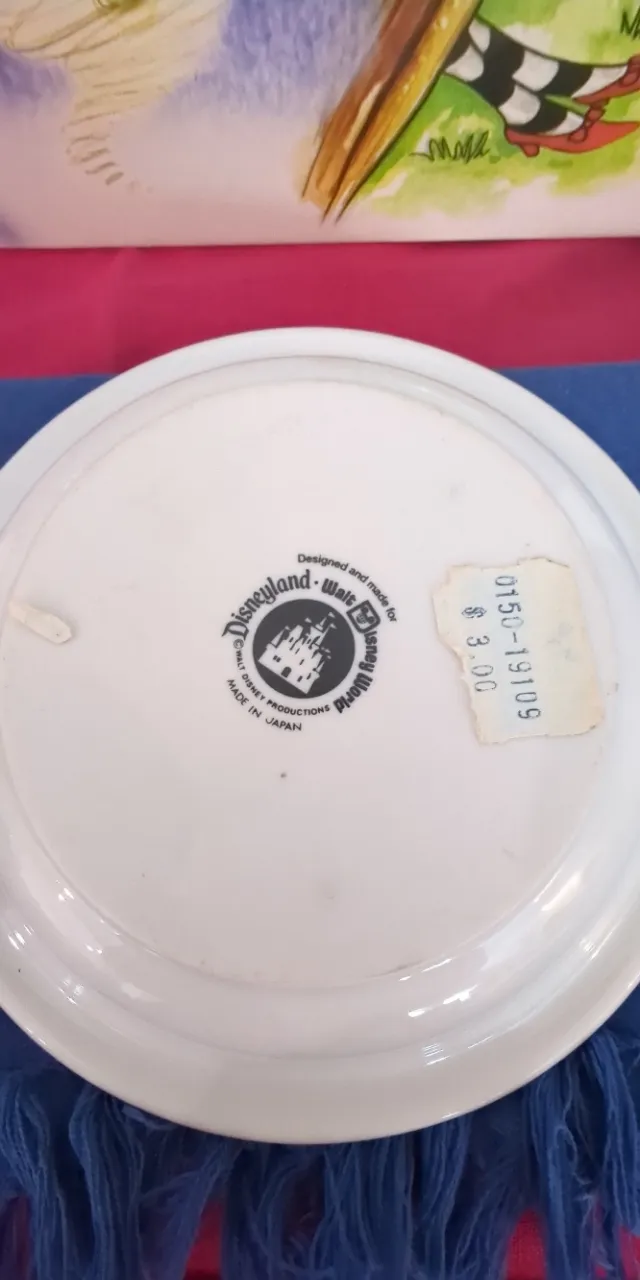 Designed and made for
Disneyland · Walt Disney World
© WALT DISNEY PRODUCTIONS
MADE IN JAPAN
0150-19109
$ 3.00